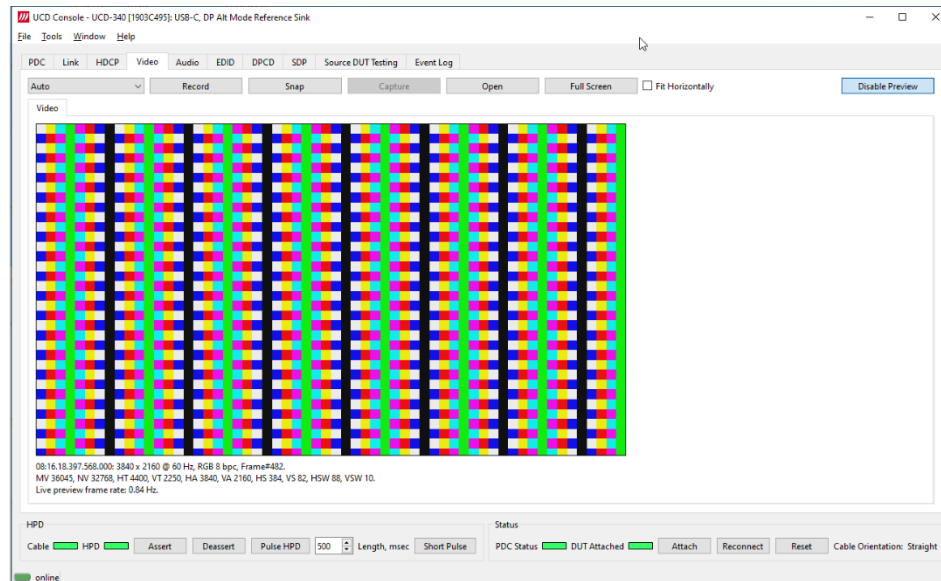 UCD Console - UCD-340 [1903C495]: USB-C, DP Alt Mode Reference Sink
File Tools Window Help
PDC Link HDCP Video Audio EDID DPCD SDP Source DUT Testing Event Log
Auto Record Snap Capture Open Full Screen Fit Horizontally Disable Preview
Video
08:16.18.397.568.000: 3840 x 2160 @ 60 Hz, RGB 8 bpc, Frame#482.
MV 36045, NV 32768, HT 4400, VT 2250, HA 3840, VA 2160, HS 384, VS 82, HSW 88, VSW 10.
Live preview frame rate: 0.84 Hz.
HPD Status
Cable HPD Assert Deassert Pulse HPD 500 Length, msec Short Pulse PDC Status DUT Attached Attach Reconnect Reset Cable Orientation: Straight
online